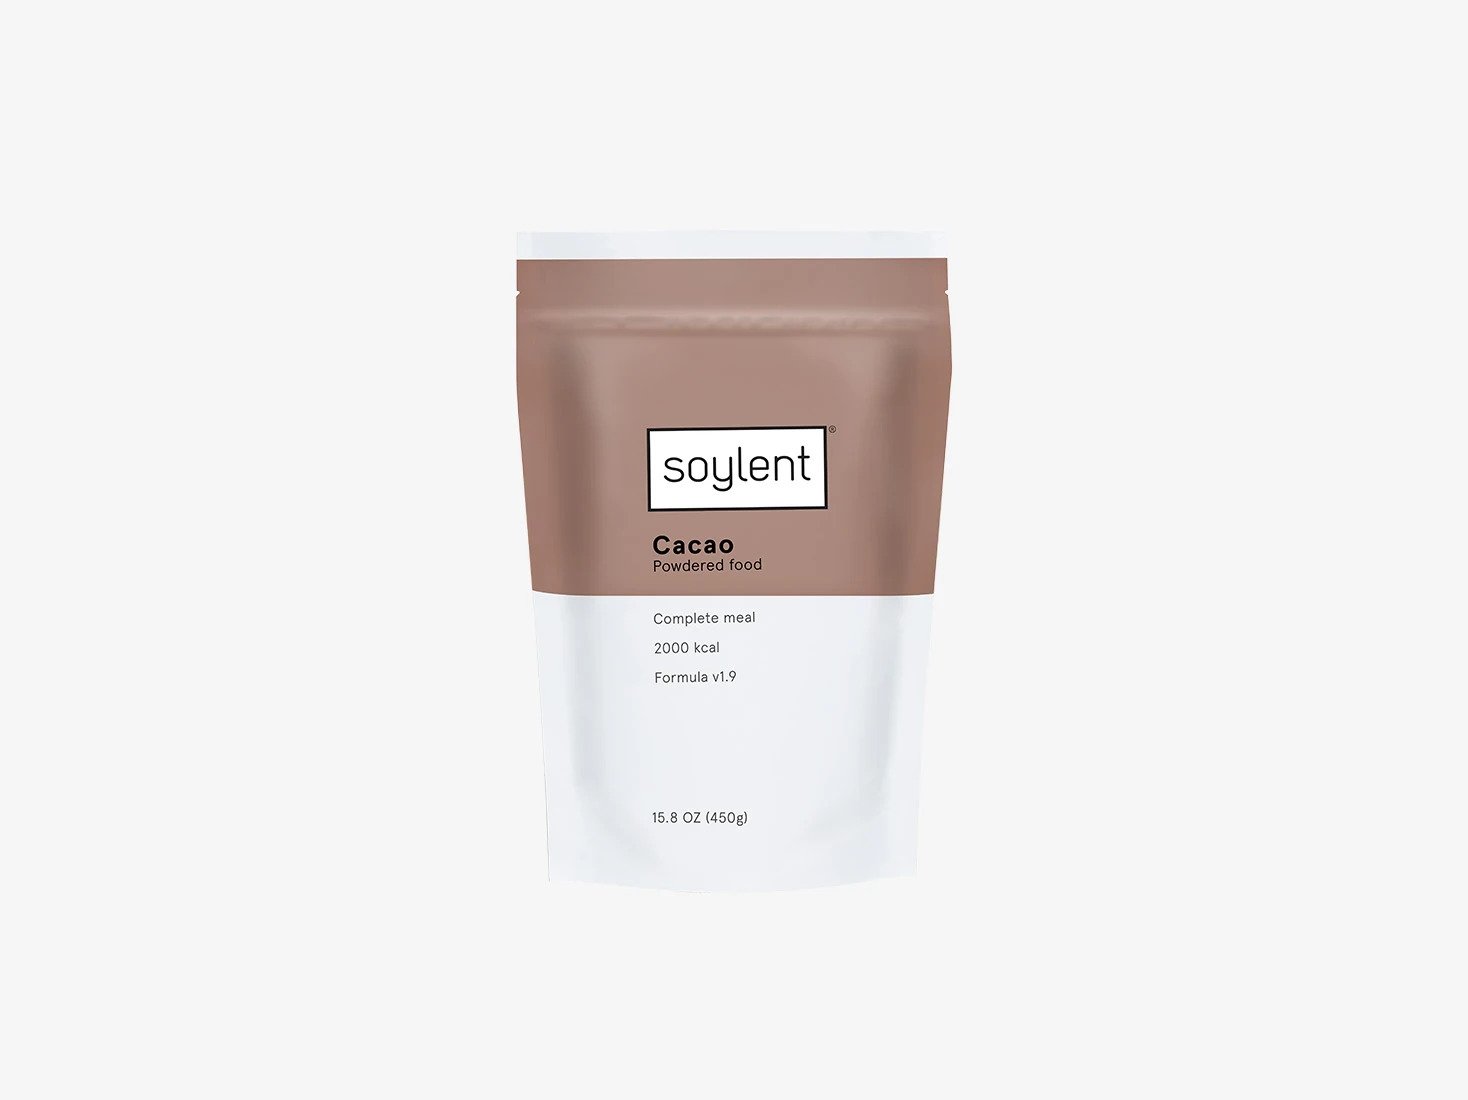 soylent®
Cacao
Powdered food
Complete meal
2000 kcal
Formula v1.9
15.8 OZ (450g)